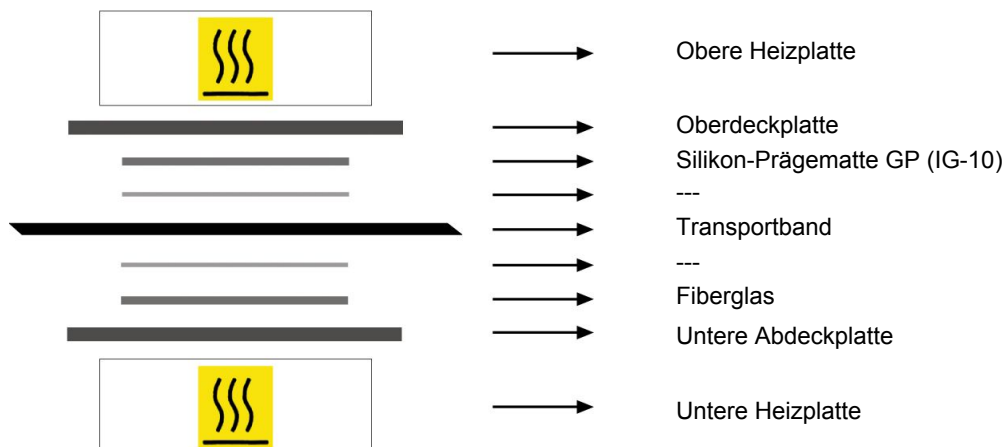 Obere Heizplatte
Oberdeckplatte
Silikon-Prägematte GP (IG-10)
---
Transportband
---
Fiberglas
Untere Abdeckplatte
Untere Heizplatte